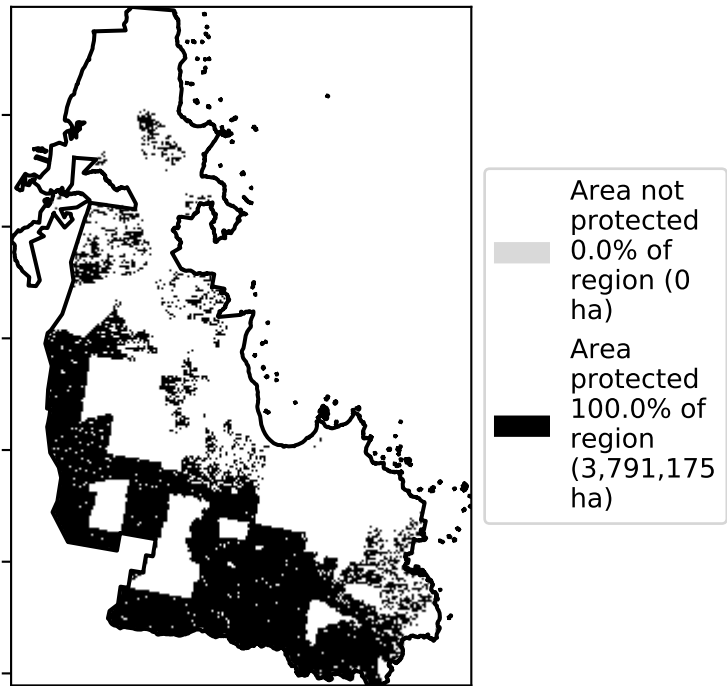 Area not
protected
0.0% of
region (0
ha)
Area
protected
100.0% of
region
(3,791,175
ha)